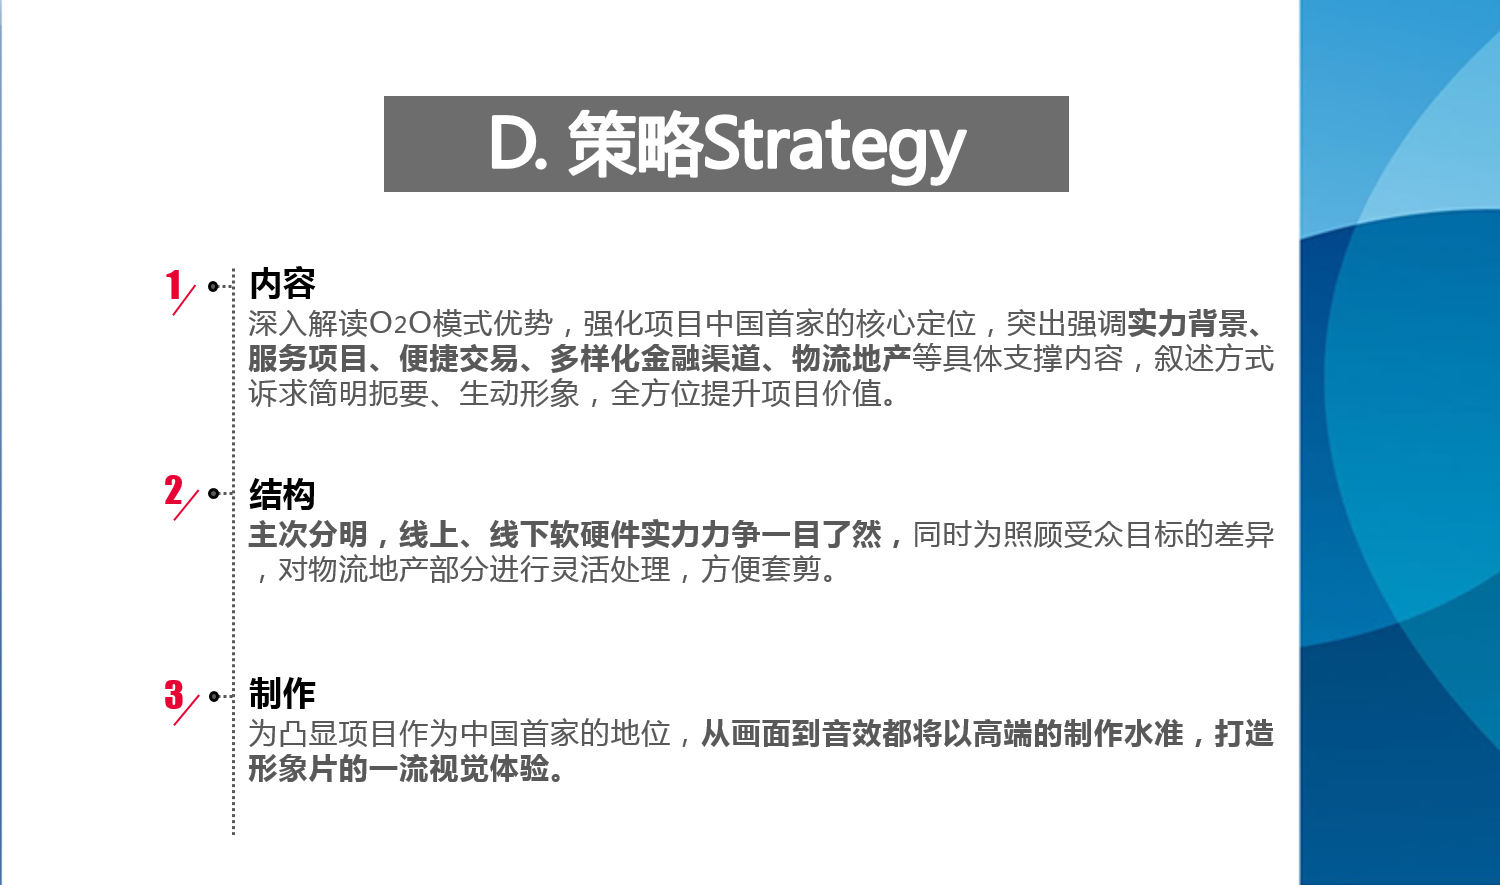 D. 策略Strategy
1
内容
深入解读O2O模式优势，强化项目中国首家的核心定位，突出强调实力背景、
服务项目、便捷交易、多样化金融渠道、物流地产等具体支撑内容，叙述方式
诉求简明扼要、生动形象，全方位提升项目价值。
2
结构
主次分明，线上、线下软硬件实力力争一目了然，同时为照顾受众目标的差异
，对物流地产部分进行灵活处理，方便套剪。
3
制作
为凸显项目作为中国首家的地位，从画面到音效都将以高端的制作水准，打造
形象片的一流视觉体验。